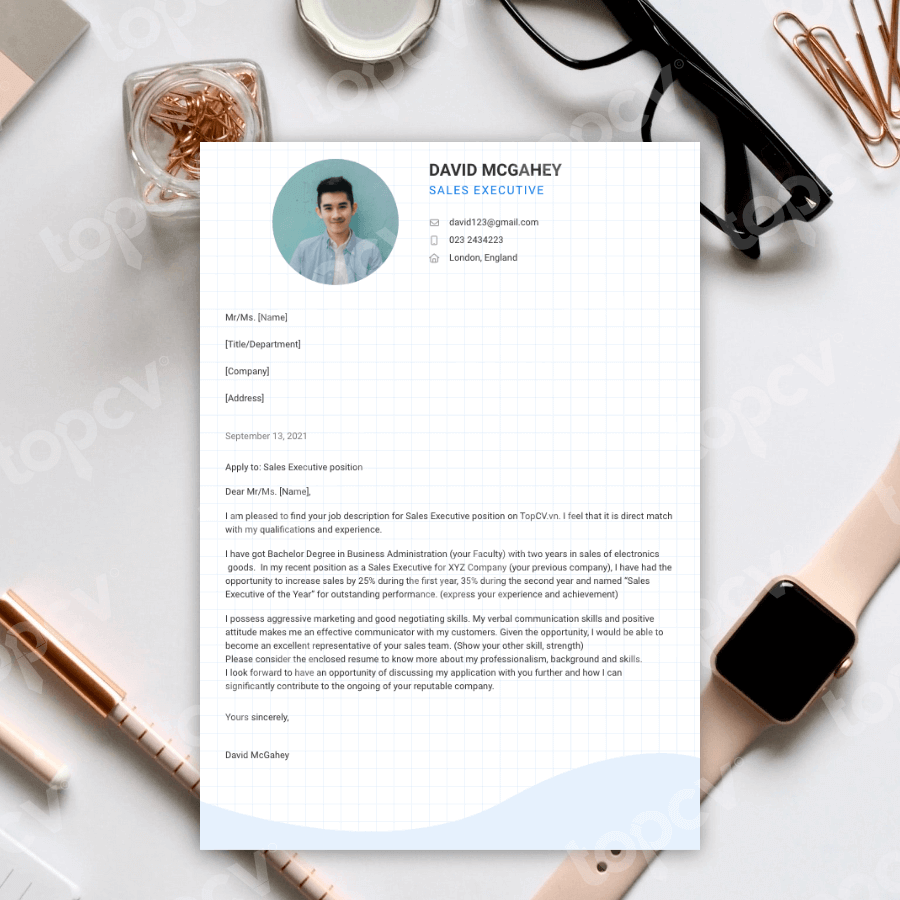 DAVID MCGAHEY
SALES EXECUTIVE
david123@gmail.com
023 2434223
London, England
Mr/Ms. [Name]
[Title/Department]
[Company]
[Address]
September 13, 2021
Apply to: Sales Executive position
Dear Mr/Ms. [Name],
I am pleased to find your job description for Sales Executive position on TopCV.vn. I feel that it is direct match
with my qualifications and experience.
I have got Bachelor Degree in Business Administration (your Faculty) with two years in sales of electronics
goods. In my recent position as a Sales Executive for XYZ Company (your previous company), I have had the
opportunity to increase sales by 25% during the first year, 35% during the second year and named “Sales
Executive of the Year” for outstanding performance. (express your experience and achievement)
I possess aggressive marketing and good negotiating skills. My verbal communication skills and positive
attitude makes me an effective communicator with my customers. Given the opportunity, I would be able to
become an excellent representative of your sales team. (Show your other skill, strength)
Please consider the enclosed resume to know more about my professionalism, background and skills.
I look forward to have an opportunity of discussing my application with you further and how I can
significantly contribute to the ongoing of your reputable company.
Yours sincerely,
David McGahey
topcv